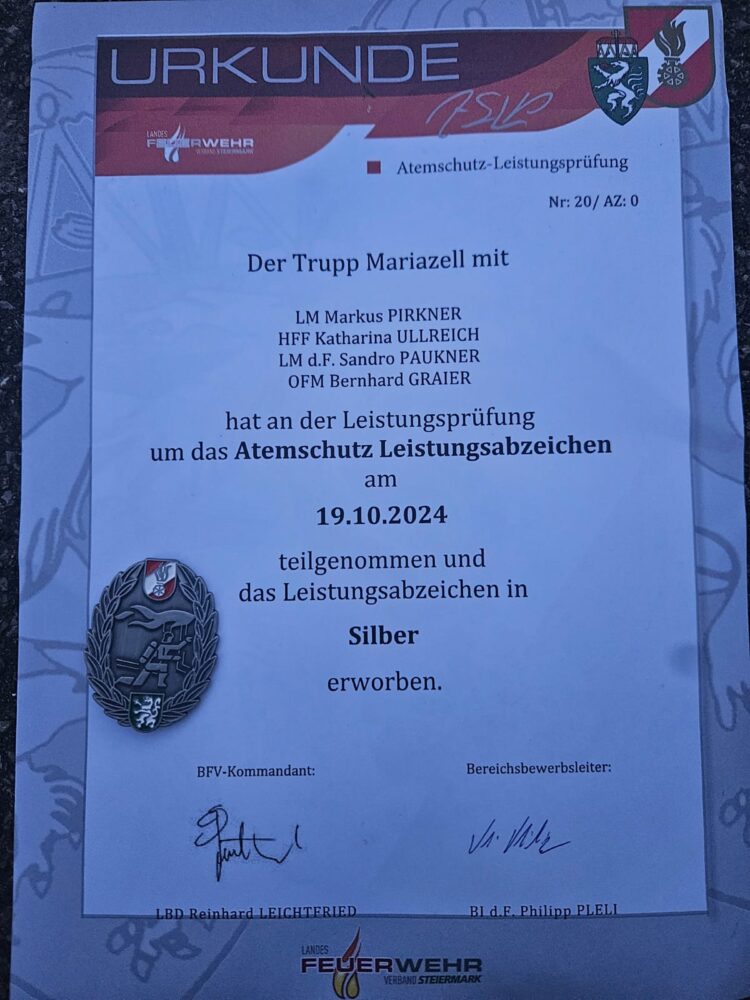 URKUNDE
LANDES
FEUERWEHR
VERBAND STEIERMARK
Atemschutz-Leistungsprüfung
Nr: 20/ AZ: 0
Der Trupp Mariazell mit
LM Markus PIRKNER
HFF Katharina ULLREICH
LM d.F. Sandro PAUKNER
OFM Bernhard GRAIER
hat an der Leistungsprüfung
um das Atemschutz Leistungsabzeichen
am
19.10.2024
teilgenommen und
das Leistungsabzeichen in
Silber
erworben.
BFV-Kommandant:
Bereichsbewerbsleiter:
LBD Reinhard LEICHTFRIED
BI d.F. Philipp PLELI
LANDES
FEUERWEHR
VERBAND STEIERMARK